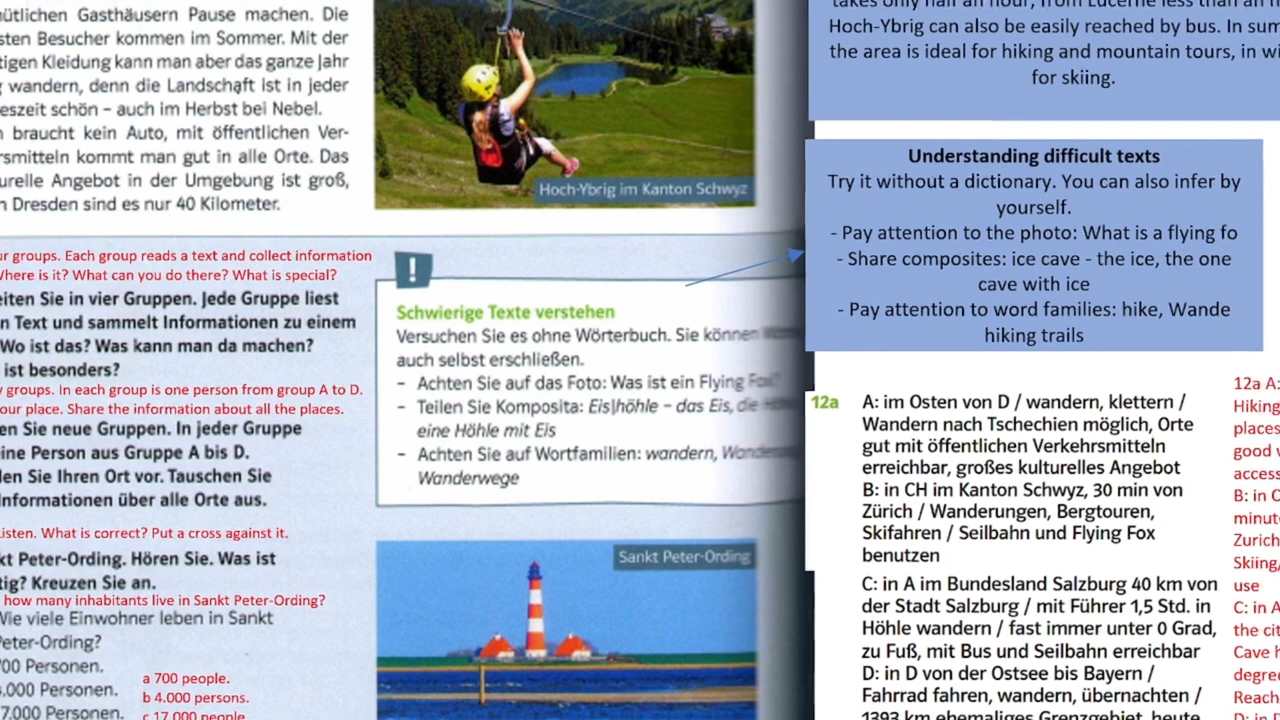 mütlichen Gasthäusern Pause machen. Die
sten Besucher kommen im Sommer. Mit der
tigen Kleidung kann man aber das ganze Jahr
wandern, denn die Landschaft ist in jeder
eszeit schön – auch im Herbst bei Nebel.
braucht kein Auto, mit öffentlichen Ver-
rsmitteln kommt man gut in alle Orte. Das
urelle Angebot in der Umgebung ist groß,
n Dresden sind es nur 40 Kilometer.
Hoch-Ybrig im Kanton Schwyz
ur groups. Each group reads a text and collect information
Where is it? What can you do there? What is special?
eiten Sie in vier Gruppen. Jede Gruppe liest
n Text und sammelt Informationen zu einem
Wo ist das? Was kann man da machen?
ist besonders?
y groups. In each group is one person from group A to D.
our place. Share the information about all the places.
en Sie neue Gruppen. In jeder Gruppe
eine Person aus Gruppe A bis D.
len Sie Ihren Ort vor. Tauschen Sie
Informationen über alle Orte aus.
Listen. What is correct? Put a cross against it.
kt Peter-Ording. Hören Sie. Was ist
tig? Kreuzen Sie an.
how many inhabitants live in Sankt Peter-Ording?
Wie viele Einwohner leben in Sankt
Peter-Ording?
700 Personen.
4.000 Personen.
17.000 Personen.
a 700 people.
b 4.000 persons.
c 17.000 people
!
Schwierige Texte verstehen
Versuchen Sie es ohne Wörterbuch. Sie können
auch selbst erschließen.
– Achten Sie auf das Foto: Was ist ein Flying Fox?
– Teilen Sie Komposita: Eis|höhle – das Eis, die
eine Höhle mit Eis
– Achten Sie auf Wortfamilien: wandern,
Wanderwege
Sankt Peter-Ording
takes only half an hour, from Lucerne less than an h
Hoch-Ybrig can also be easily reached by bus. In sum
the area is ideal for hiking and mountain tours, in wi
for skiing.
Understanding difficult texts
Try it without a dictionary. You can also infer by
yourself.
- Pay attention to the photo: What is a flying fo
- Share composites: ice cave - the ice, the one
cave with ice
- Pay attention to word families: hike, Wande
hiking trails
12a A: im Osten von D / wandern, klettern /
Wandern nach Tschechien möglich, Orte
gut mit öffentlichen Verkehrsmitteln
erreichbar, großes kulturelles Angebot
B: in CH im Kanton Schwyz, 30 min von
Zürich / Wanderungen, Bergtouren,
Skifahren / Seilbahn und Flying Fox
benutzen
C: in A im Bundesland Salzburg 40 km von
der Stadt Salzburg / mit Führer 1,5 Std. in
Höhle wandern / fast immer unter 0 Grad,
zu Fuß, mit Bus und Seilbahn erreichbar
D: in D von der Ostsee bis Bayern /
Fahrrad fahren, wandern, übernachten /
1393 km ehemaliges Grenzgebiet, heute
12a A:
Hiking
places
good v
access
B: in C
minut
Zurich
Skiing/
use
C: in A
the cit
Cave h
degre
Reach
D: in D